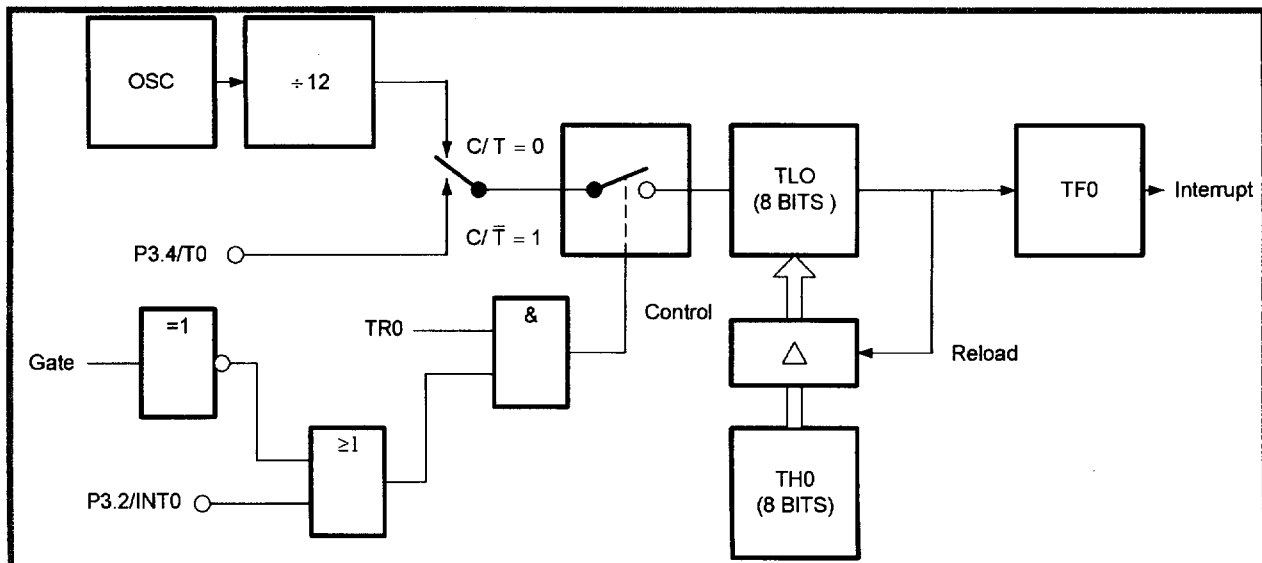 OSC
÷12
C/ T = 0
C/ T̿ = 1
P3.4/T0
TLO
(8 BITS )
TF0
Interrupt
=1
Gate
TR0
&
Control
△
Reload
≥1
P3.2/INT0
TH0
(8 BITS)